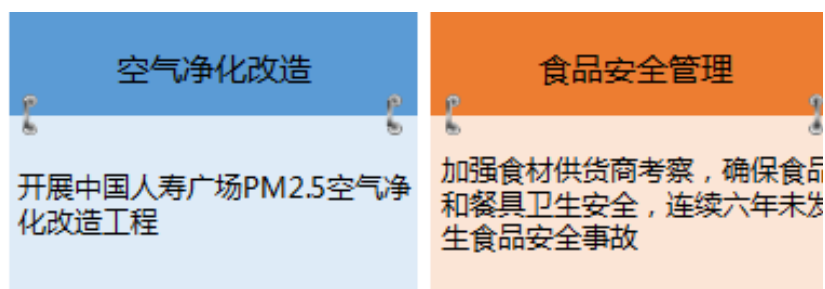 空气净化改造
开展中国人寿广场PM2.5空气净
化改造工程
食品安全管理
加强食材供货商考察，确保食品
和餐具卫生安全，连续六年未发
生食品安全事故